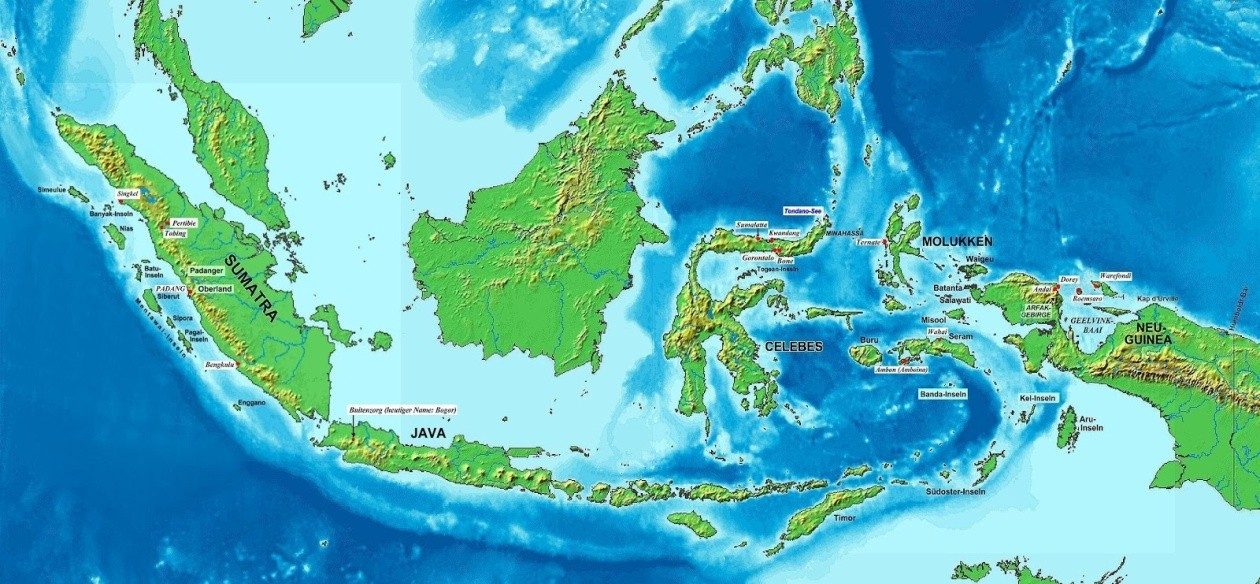 Tondano-See
Simeulue
Singkel
Sumalatta
Kwandang
MINAHASSA
Banyak-Inseln
Pertibie
Ternate
MOLUKKEN
Nias
Tobing
Gorontalo
Bone
Waigeu
Togean-Inseln
Batu-
Inseln
Padanger
Oberland
SUMATRA
Dorey
Warefondi
Batanta
Andai
Roemsaro
PADANG
Siberut
Salawati
Kap d'Urville
ARFAK-
GEBIRGE
Sipora
Misool
GEELVINK-
BAAI
NEU-
GUINEA
Pagai-
Inseln
Wahai
Buru
Seram
CELEBES
Bengkulu
Ambon (Amboina)
Banda-Inseln
Kei-Inseln
Enggano
Buitenzorg (heutiger Name: Bogor)
Aru-
Inseln
JAVA
Südostor-Inseln
Timor